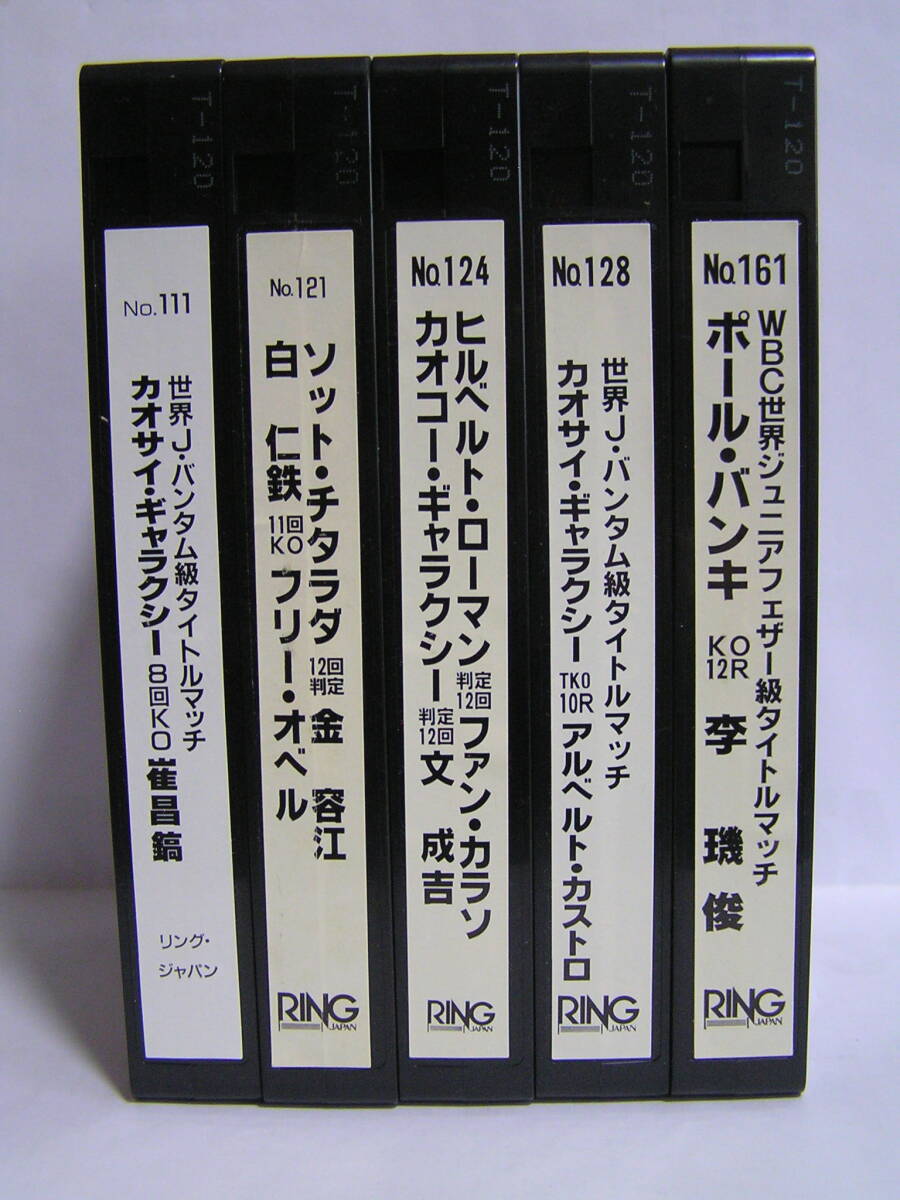 T-120
No.111
世界J・バンタム級タイトルマッチ
カオサイ・ギャラクシー 8回KO 崔昌鎬
リング・
ジャパン
T-120
No.121
ソット・チタラダ 12回判定 金 容江
白 仁鉄 11回KO フリー・オベル
RING JAPAN
T-120
No.124
ヒルベルト・ローマン 判定12回 ファン・カラソ
カオコー・ギャラクシー 判定12回 文 成吉
RING JAPAN
T-120
No.128
世界J・バンタム級タイトルマッチ
カオサイ・ギャラクシー TKO10R アルベルト・カストロ
RING JAPAN
T-120
No.161
WBC世界ジュニアフェザー級タイトルマッチ
ポール・バンキ KO12R 李 璣 俊
RING JAPAN